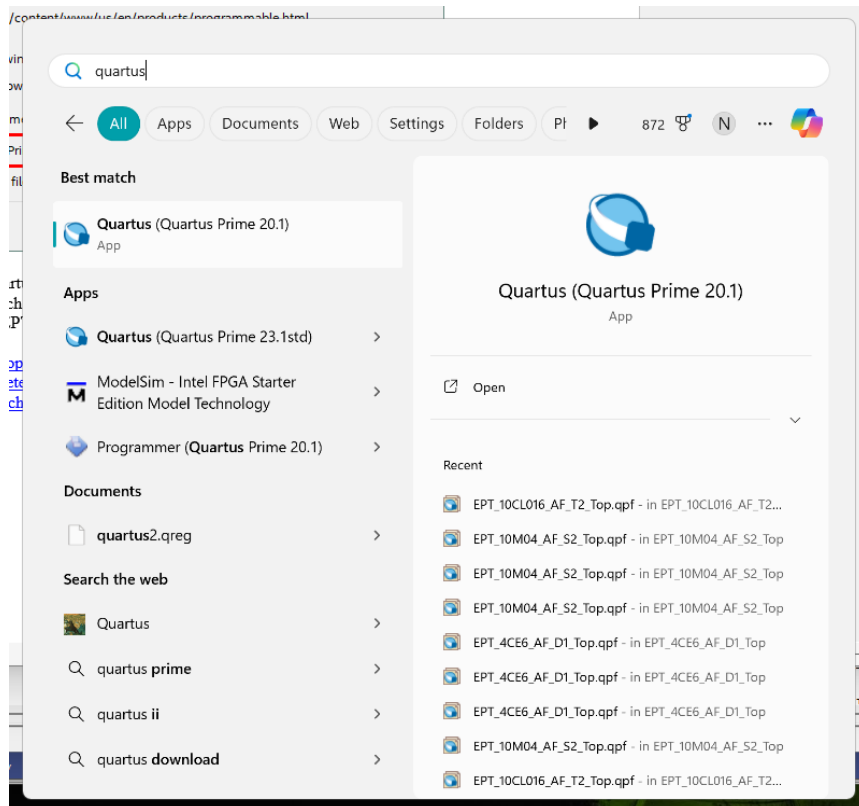 /content/www/us/en/products/programmable.html
quartus
All Apps Documents Web Settings Folders 872 N
Best match
Quartus (Quartus Prime 20.1)
App
Apps
Quartus (Quartus Prime 23.1std)
ModelSim - Intel FPGA Starter
Edition Model Technology
Programmer (Quartus Prime 20.1)
Documents
quartus2.qreg
Search the web
Quartus
quartus prime
quartus ii
quartus download
Quartus (Quartus Prime 20.1)
App
Open
Recent
EPT_10CL016_AF_T2_Top.qpf - in EPT_10CL016_AF_T2...
EPT_10M04_AF_S2_Top.qpf - in EPT_10M04_AF_S2_Top
EPT_10M04_AF_S2_Top.qpf - in EPT_10M04_AF_S2_Top
EPT_10M04_AF_S2_Top.qpf - in EPT_10M04_AF_S2_Top
EPT_4CE6_AF_D1_Top.qpf - in EPT_4CE6_AF_D1_Top
EPT_4CE6_AF_D1_Top.qpf - in EPT_4CE6_AF_D1_Top
EPT_4CE6_AF_D1_Top.qpf - in EPT_4CE6_AF_D1_Top
EPT_10M04_AF_S2_Top.qpf - in EPT_10M04_AF_S2_Top
EPT_10CL016_AF_T2_Top.qpf - in EPT_10CL016_AF_T2...